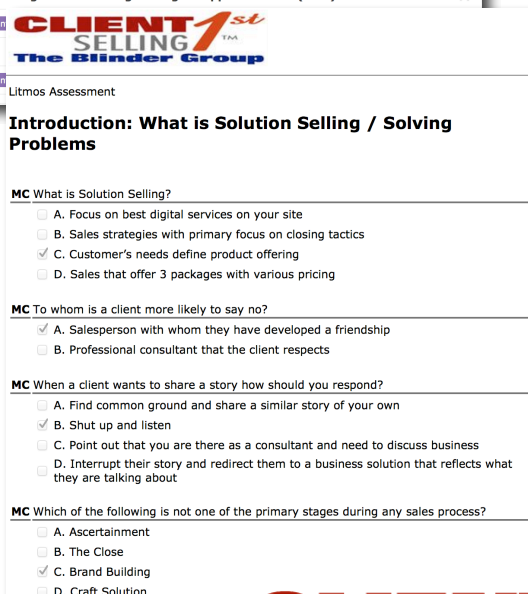 CLIENT 1st
SELLING TM
The Blinder Group
Litmos Assessment
Introduction: What is Solution Selling / Solving
Problems
MC What is Solution Selling?
A. Focus on best digital services on your site
B. Sales strategies with primary focus on closing tactics
C. Customer's needs define product offering
D. Sales that offer 3 packages with various pricing
MC To whom is a client more likely to say no?
A. Salesperson with whom they have developed a friendship
B. Professional consultant that the client respects
MC When a client wants to share a story how should you respond?
A. Find common ground and share a similar story of your own
B. Shut up and listen
C. Point out that you are there as a consultant and need to discuss business
D. Interrupt their story and redirect them to a business solution that reflects what
they are talking about
MC Which of the following is not one of the primary stages during any sales process?
A. Ascertainment
B. The Close
C. Brand Building
D. Craft Solution